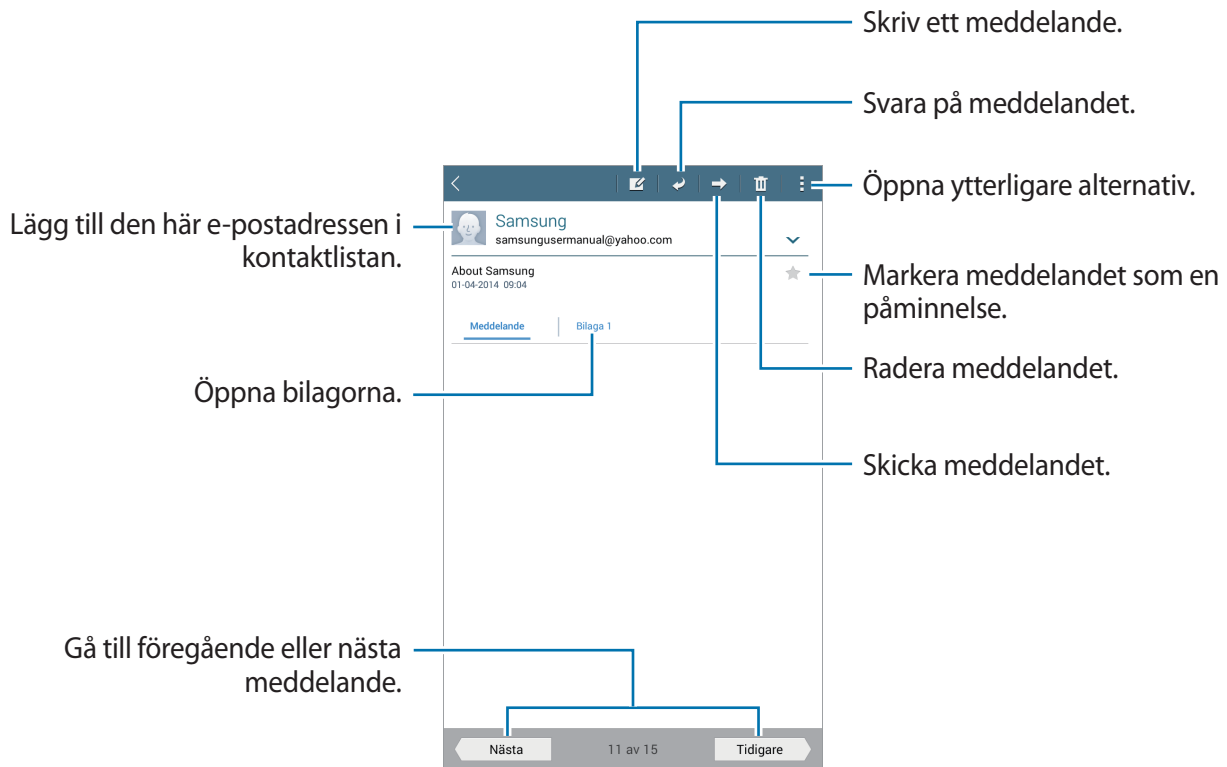 Skriv ett meddelande.
Svara på meddelandet.
Öppna ytterligare alternativ.
Lägg till den här e-postadressen i
kontaktlistan.
Samsung
samsungusermanual@yahoo.com
About Samsung
01-04-2014 09:04
Markera meddelandet som en
påminnelse.
Meddelande
Bilaga 1
Radera meddelandet.
Öppna bilagorna.
Skicka meddelandet.
Gå till föregående eller nästa
meddelande.
Nästa
11 av 15
Tidigare